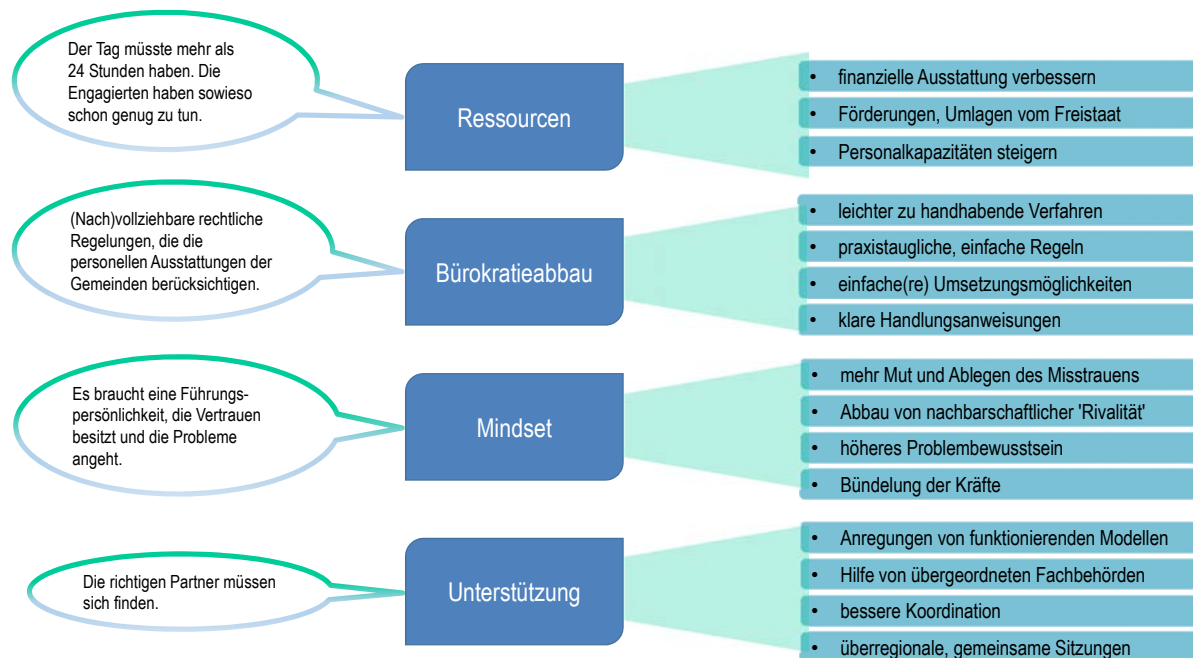 Der Tag müsste mehr als
24 Stunden haben. Die
Engagierten haben sowieso
schon genug zu tun.
Ressourcen
• finanzielle Ausstattung verbessern
• Förderungen, Umlagen vom Freistaat
• Personalkapazitäten steigern
(Nach)vollziehbare rechtliche
Regelungen, die die
personellen Ausstattungen der
Gemeinden berücksichtigen.
Bürokratieabbau
• leichter zu handhabende Verfahren
• praxistaugliche, einfache Regeln
• einfache(re) Umsetzungsmöglichkeiten
• klare Handlungsanweisungen
Es braucht eine Führungs-
persönlichkeit, die Vertrauen
besitzt und die Probleme
angeht.
Mindset
• mehr Mut und Ablegen des Misstrauens
• Abbau von nachbarschaftlicher 'Rivalität'
• höheres Problembewusstsein
• Bündelung der Kräfte
Die richtigen Partner müssen
sich finden.
Unterstützung
• Anregungen von funktionierenden Modellen
• Hilfe von übergeordneten Fachbehörden
• bessere Koordination
• überregionale, gemeinsame Sitzungen